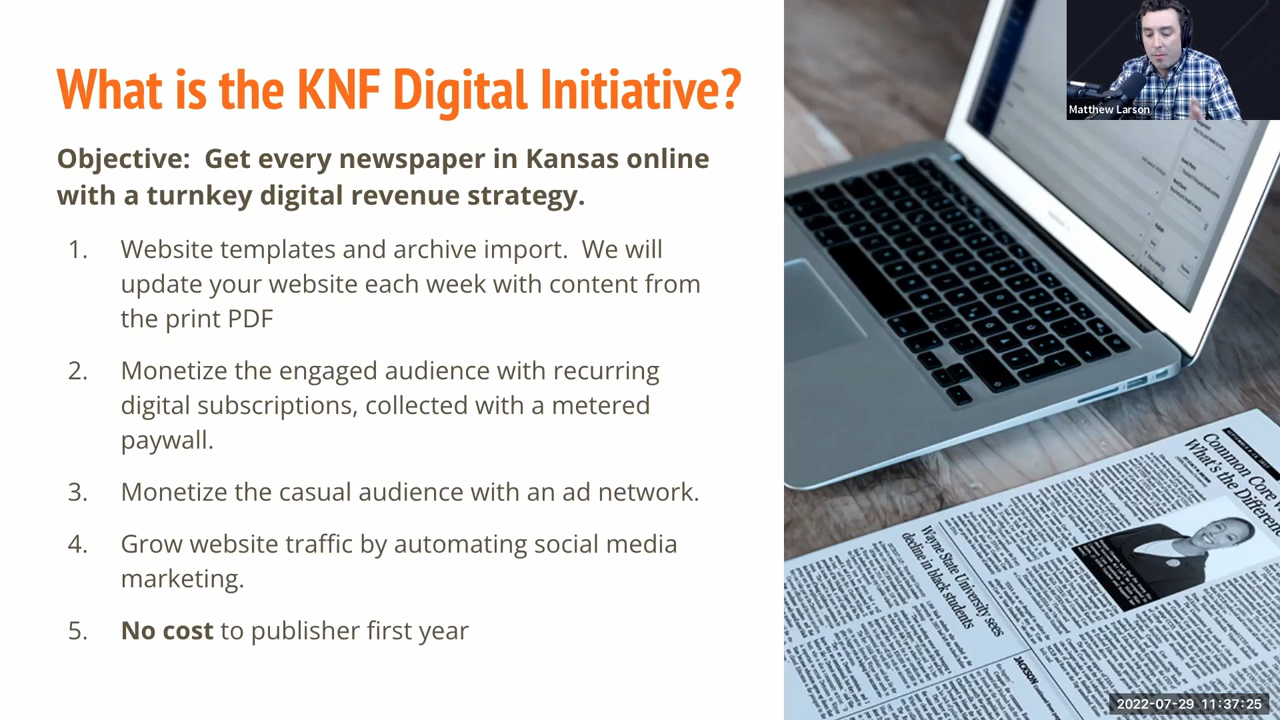 What is the KNF Digital Initiative?
Objective:  Get every newspaper in Kansas online
with a turnkey digital revenue strategy.
1. Website templates and archive import.  We will
update your website each week with content from
the print PDF
2. Monetize the engaged audience with recurring
digital subscriptions, collected with a metered
paywall.
3. Monetize the casual audience with an ad network.
4. Grow website traffic by automating social media
marketing.
5. No cost to publisher first year
Matthew Larson
Common Core
What's the
Wayne State University sees
decline in black students
JACKSON
2022-07-29 11:37:25